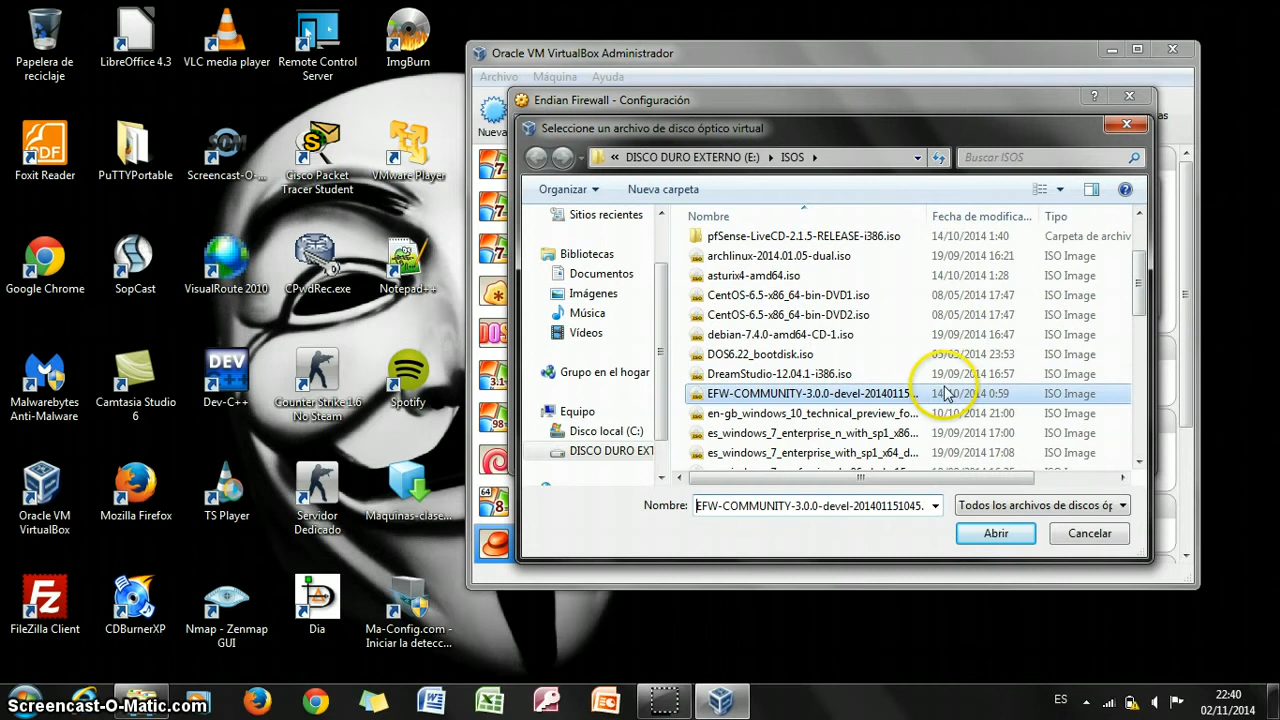 Papelera de reciclaje
LibreOffice 4.3
VLC media player
Remote Control Server
ImgBurn
Foxit Reader
PuTTYPortable
Screencast-O-...
Cisco Packet Tracer Student
VMware Player
Google Chrome
SopCast
VisualRoute 2010
CPwdRec.exe
Notepad++
Malwarebytes Anti-Malware
Camtasia Studio 6
Dev-C++
Counter Strike 1.6 No Steam
Spotify
Oracle VM VirtualBox
Mozilla Firefox
TS Player
Servidor Dedicado
Maquinas-clase...
FileZilla Client
CDBurnerXP
Nmap - Zenmap GUI
Dia
Ma-Config.com - Iniciar la detecc...
Oracle VM VirtualBox Administrador
Archivo Máquina Ayuda
Nueva
Endian Firewall - Configuración
Seleccione un archivo de disco óptico virtual
« DISCO DURO EXTERNO (E:) ISOS
Buscar ISOS
Organizar Nueva carpeta
Sitios recientes
Bibliotecas
Documentos
Imágenes
Música
Vídeos
Grupo en el hogar
Equipo
Disco local (C:)
DISCO DURO EXT
Nombre Fecha de modifica... Tipo
pfSense-LiveCD-2.1.5-RELEASE-i386.iso 14/10/2014 1:40 Carpeta de archiv
archlinux-2014.01.05-dual.iso 19/09/2014 16:21 ISO Image
asturix4-amd64.iso 14/10/2014 1:28 ISO Image
CentOS-6.5-x86_64-bin-DVD1.iso 08/05/2014 17:47 ISO Image
CentOS-6.5-x86_64-bin-DVD2.iso 08/05/2014 17:47 ISO Image
debian-7.4.0-amd64-CD-1.iso 19/09/2014 16:47 ISO Image
DOS6.22_bootdisk.iso 23:53 ISO Image
DreamStudio-12.04.1-i386.iso 19/09/2014 16:57 ISO Image
EFW-COMMUNITY-3.0.0-devel-20140115... 14/10/2014 0:59 ISO Image
en-gb_windows_10_technical_preview_fo... 10/10/2014 21:00 ISO Image
es_windows_7_enterprise_n_with_sp1_x86... 19/09/2014 17:00 ISO Image
es_windows_7_enterprise_with_sp1_x64_d... 19/09/2014 17:08 ISO Image
Nombre: EFW-COMMUNITY-3.0.0-devel-201401151045. Todos los archivos de discos óp
Abrir Cancelar
Screencast-O-Matic.com
ES
22:40
02/11/2014